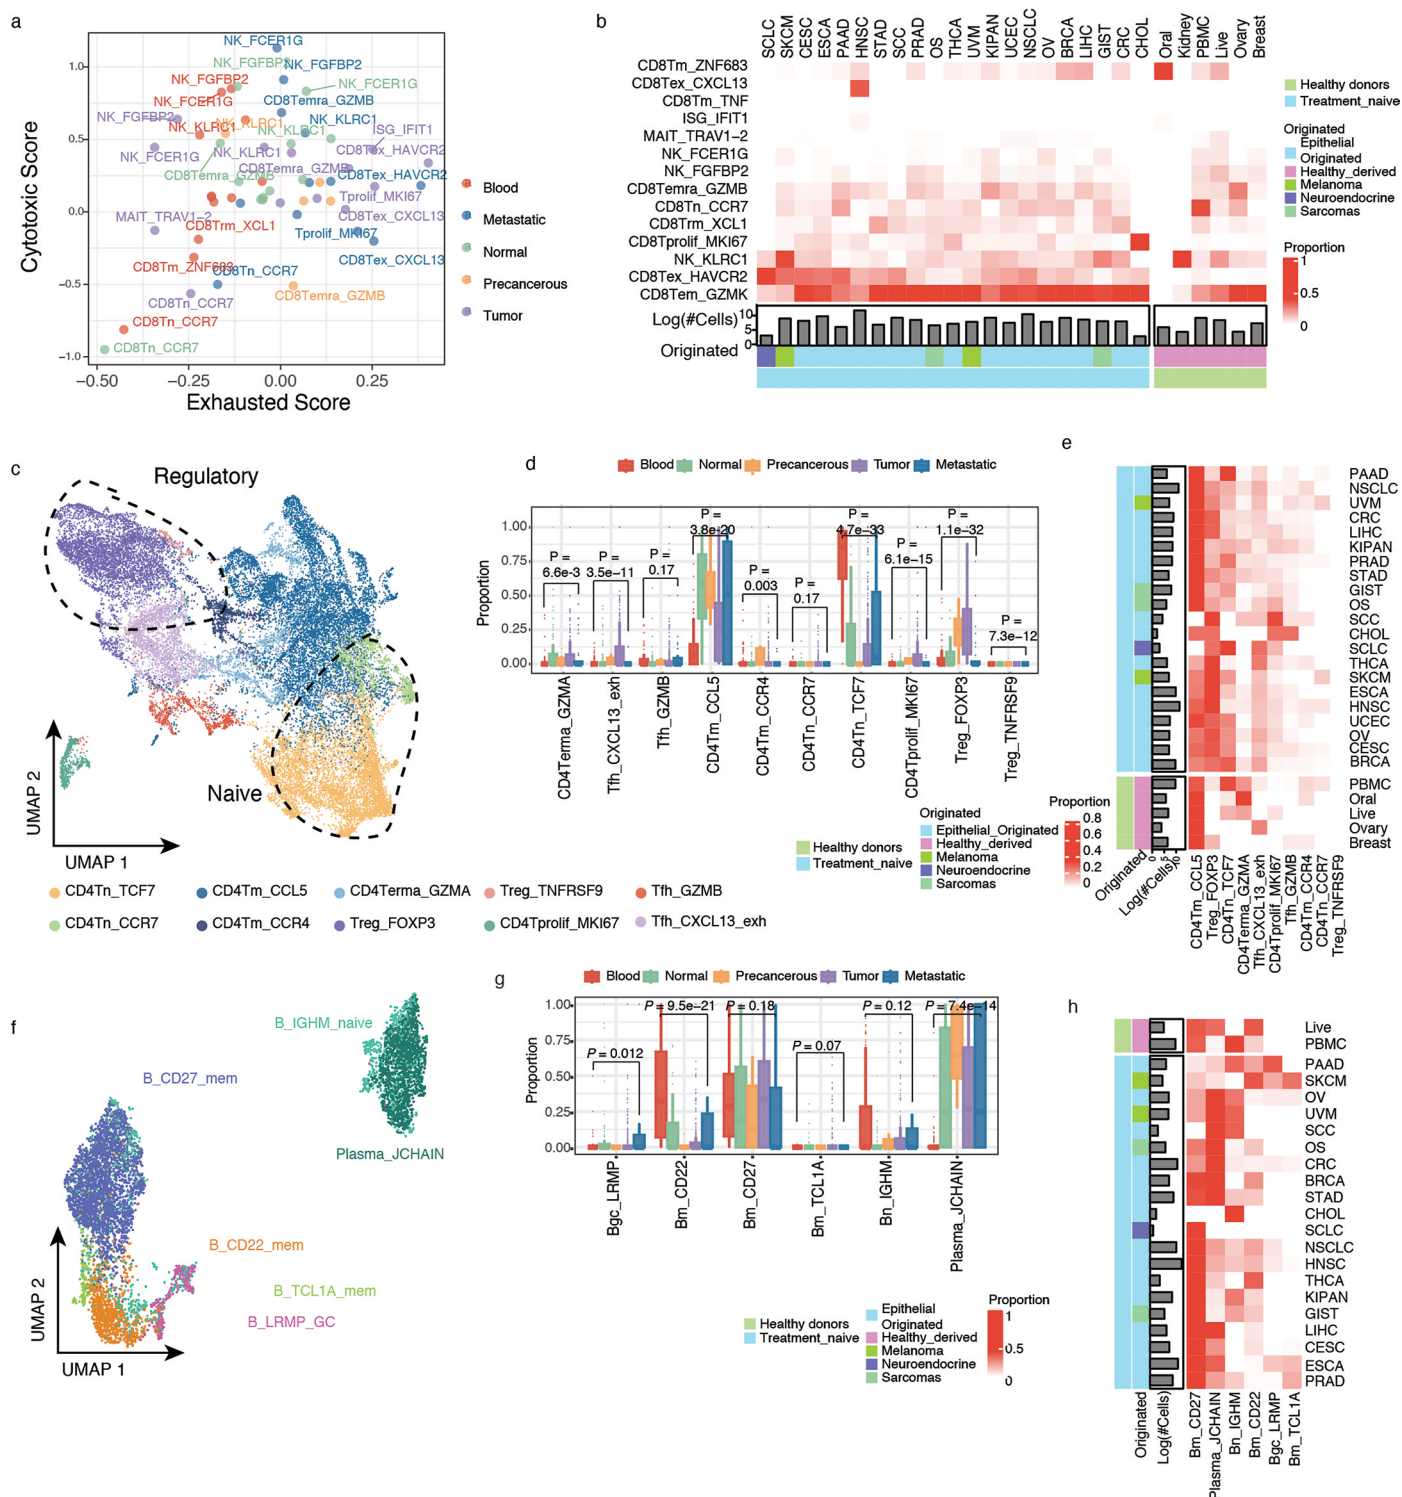 a
NK_FCER1G
NK_FGFBP2
NK_FGFBP2
NK_FGFBP2
NK_FCER1G
NK_FCER1G
CD8Temra_GZMB
NK_FGFBP2
NK_KLRC1
NK_KLRC1
NK_KLRC1
NK_KLRC1
ISG_IFIT1
NK_FCER1G
NK_KLRC1
CD8Tex_HAVCR2
CD8Temra_GZMB
CD8Temra_GZMB
CD8Tex_HAVCR2
Tprolif_MKI67
MAIT_TRAV1−2
CD8Tex_CXCL13
CD8Trm_XCL1
Tprolif_MKI67
CD8Tm_ZNF683
CD8Tn_CCR7
CD8Tex_CXCL13
CD8Tn_CCR7
CD8Temra_GZMB
CD8Tn_CCR7
CD8Tn_CCR7
1.0
0.5
0.0
−0.5
−1.0
−0.50
−0.25
0.00
0.25
Cytotoxic Score
Exhausted Score
Blood
Metastatic
Normal
Precancerous
Tumor
b
SCLC
SKCM
CESC
ESCA
PAAD
HNSC
STAD
SCC
PRAD
OS
THCA
UVM
KIPAN
UCEC
NSCLC
OV
BRCA
LIHC
GIST
CRC
CHOL
Oral
Kidney
PBMC
Live
Ovary
Breast
CD8Tm_ZNF683
CD8Tex_CXCL13
CD8Tm_TNF
ISG_IFIT1
MAIT_TRAV1−2
NK_FCER1G
NK_FGFBP2
CD8Temra_GZMB
CD8Tn_CCR7
CD8Trm_XCL1
CD8Tprolif_MKI67
NK_KLRC1
CD8Tex_HAVCR2
CD8Tem_GZMK
Log(#Cells)
10
5
0
Originated
Healthy donors
Treatment_naive
Originated
Epithelial
Originated
Healthy_derived
Melanoma
Neuroendocrine
Sarcomas
Proportion
1
0.5
0
c
Regulatory
Naive
UMAP 2
UMAP 1
CD4Tn_TCF7
CD4Tm_CCL5
CD4Terma_GZMA
Treg_TNFRSF9
Tfh_GZMB
CD4Tn_CCR7
CD4Tm_CCR4
Treg_FOXP3
CD4Tprolif_MKI67
Tfh_CXCL13_exh
d
Blood
Normal
Precancerous
Tumor
Metastatic
Proportion
1.00
0.75
0.50
0.25
0.00
P =
6.6e-3
P =
3.5e−11
P =
0.17
P =
3.8e-20
P =
0.003
P =
0.17
P =
4.7e−33
P =
6.1e−15
P =
1.1e−32
P =
7.3e−12
CD4Terma_GZMA
Tfh_CXCL13_exh
Tfh_GZMB
CD4Tm_CCL5
CD4Tm_CCR4
CD4Tn_CCR7
CD4Tn_TCF7
CD4Tprolif_MKI67
Treg_FOXP3
Treg_TNFRSF9
Healthy donors
Treatment_naive
Originated
Epithelial_Originated
Healthy_derived
Melanoma
Neuroendocrine
Sarcomas
Proportion
0.8
0.6
0.4
0.2
0
e
PAAD
NSCLC
UVM
CRC
LIHC
KIPAN
PRAD
STAD
GIST
OS
SCC
CHOL
SCLC
THCA
SKCM
ESCA
HNSC
UCEC
OV
CESC
BRCA
PBMC
Oral
Live
Ovary
Breast
Originated
Log(#Cells)
0
5
10
CD4Tm_CCL5
Treg_FOXP3
CD4Tn_TCF7
CD4Terma_GZMA
Tfh_CXCL13_exh
CD4Tprolif_MKI67
Tfh_GZMB
CD4Tm_CCR4
CD4Tn_CCR7
Treg_TNFRSF9
f
B_IGHM_naive
B_CD27_mem
Plasma_JCHAIN
B_CD22_mem
B_TCL1A_mem
B_LRMP_GC
UMAP 2
UMAP 1
g
Blood
Normal
Precancerous
Tumor
Metastatic
Proportion
1.00
0.75
0.50
0.25
0.00
P = 0.012
P = 9.5e−21
P = 0.18
P = 0.07
P = 0.12
P = 7.4e−14
Bgc_LRMP
Bm_CD22
Bm_CD27
Bm_TCL1A
Bn_IGHM
Plasma_JCHAIN
Healthy donors
Treatment_naive
Epithelial
Originated
Healthy_derived
Melanoma
Neuroendocrine
Sarcomas
Proportion
1
0.5
0
h
Live
PBMC
PAAD
SKCM
OV
UVM
SCC
OS
CRC
BRCA
STAD
CHOL
SCLC
NSCLC
HNSC
THCA
KIPAN
GIST
LIHC
CESC
ESCA
PRAD
Originated
Log(#Cells)
Bm_CD27
Plasma_JCHAIN
Bn_IGHM
Bm_CD22
Bgc_LRMP
Bm_TCL1A